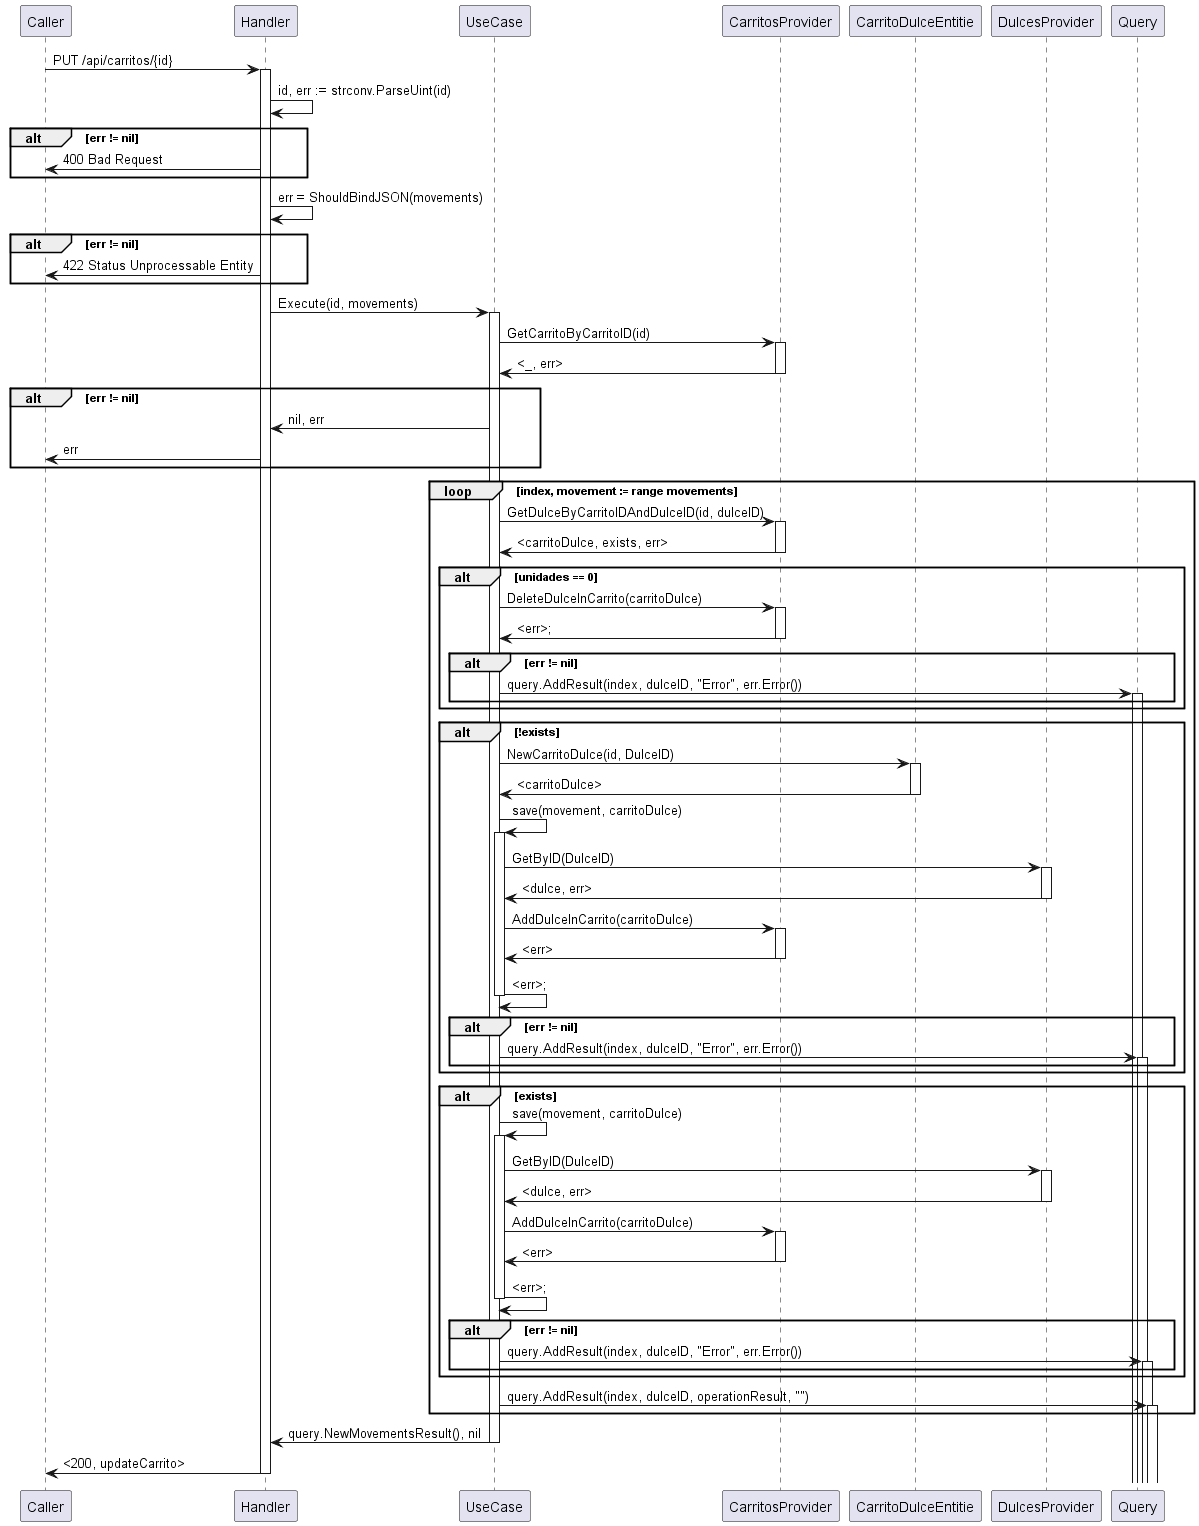 Caller Handler UseCase CarritosProvider CarritoDulceEntitie DulcesProvider Query
PUT /api/carritos/{id}
id, err := strconv.ParseUint(id)
alt [err != nil]
400 Bad Request
err = ShouldBindJSON(movements)
alt [err != nil]
422 Status Unprocessable Entity
Execute(id, movements)
GetCarritoByCarritoID(id)
<_, err>
alt [err != nil]
nil, err
err
loop [index, movement := range movements]
GetDulceByCarritoIDAndDulceID(id, dulceID)
<carritoDulce, exists, err>
alt [unidades == 0]
DeleteDulceInCarrito(carritoDulce)
<err>;
alt [err != nil]
query.AddResult(index, dulceID, "Error", err.Error())
alt [!exists]
NewCarritoDulce(id, DulceID)
<carritoDulce>
save(movement, carritoDulce)
GetByID(DulceID)
<dulce, err>
AddDulceInCarrito(carritoDulce)
<err>
<err>;
alt [err != nil]
query.AddResult(index, dulceID, "Error", err.Error())
alt [exists]
save(movement, carritoDulce)
GetByID(DulceID)
<dulce, err>
AddDulceInCarrito(carritoDulce)
<err>
<err>;
alt [err != nil]
query.AddResult(index, dulceID, "Error", err.Error())
query.AddResult(index, dulceID, operationResult, "")
query.NewMovementsResult(), nil
<200, updateCarrito>
Caller Handler UseCase CarritosProvider CarritoDulceEntitie DulcesProvider Query